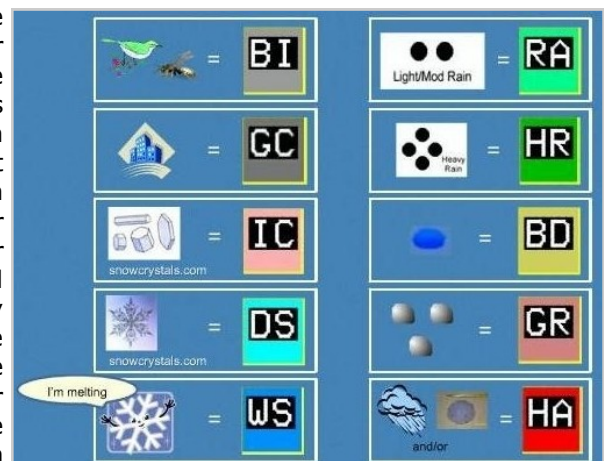 = BI
Light/Mod Rain = RA
= GC
Heavy
Rain
= HR
= IC
snowcrystals.com
= BD
= DS
snowcrystals.com
= GR
I'm melting
= WS
and/or
= HA